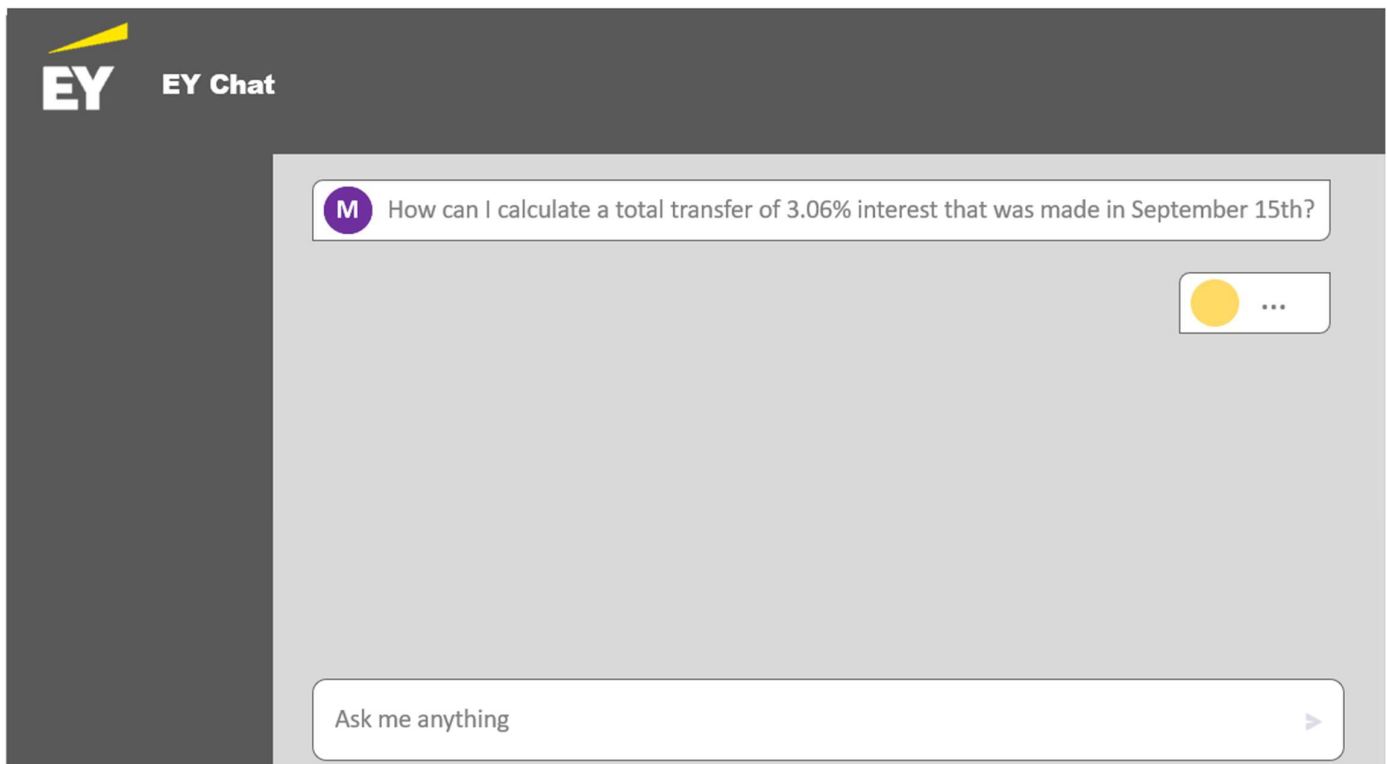 EY
EY Chat
M
How can I calculate a total transfer of 3.06% interest that was made in September 15th?
...
Ask me anything